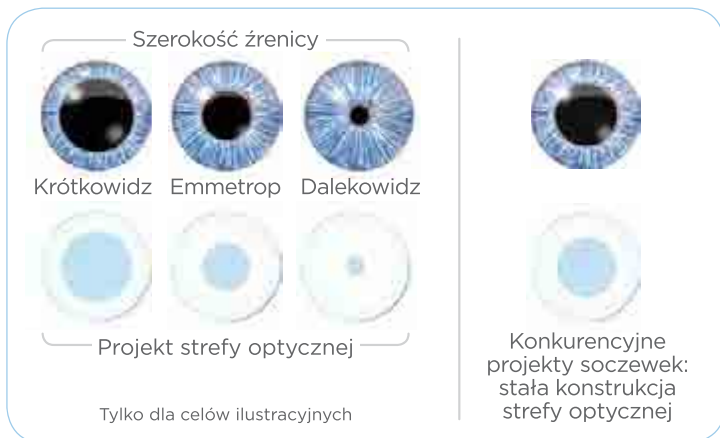 Szerokość źrenicy
Krótkowidz Emmetrop Dalekowidz
Projekt strefy optycznej
Tylko dla celów ilustracyjnych
Konkurencyjne
projekty soczewek:
stała konstrukcja
strefy optycznej